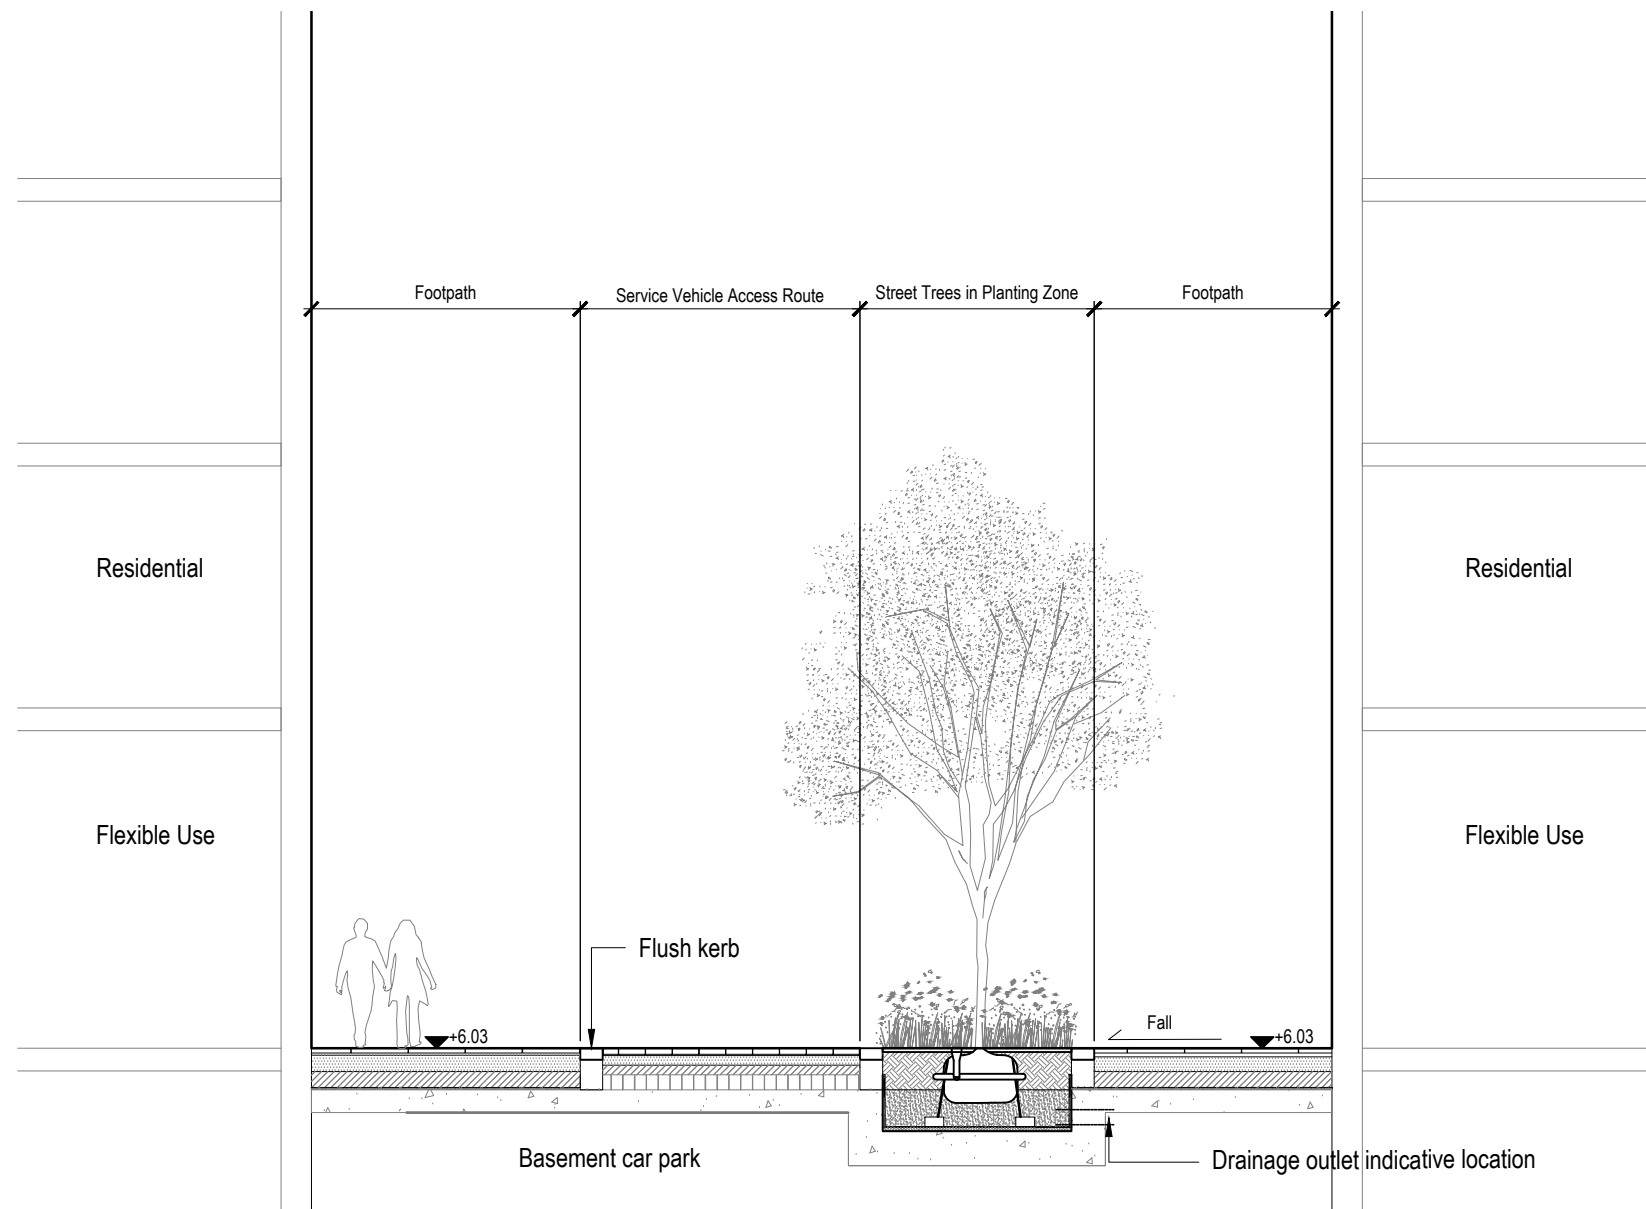 Footpath
Service Vehicle Access Route
Street Trees in Planting Zone
Footpath
Residential
Residential
Flexible Use
Flexible Use
Flush kerb
+6.03
Fall
+6.03
Basement car park
Drainage outlet indicative location